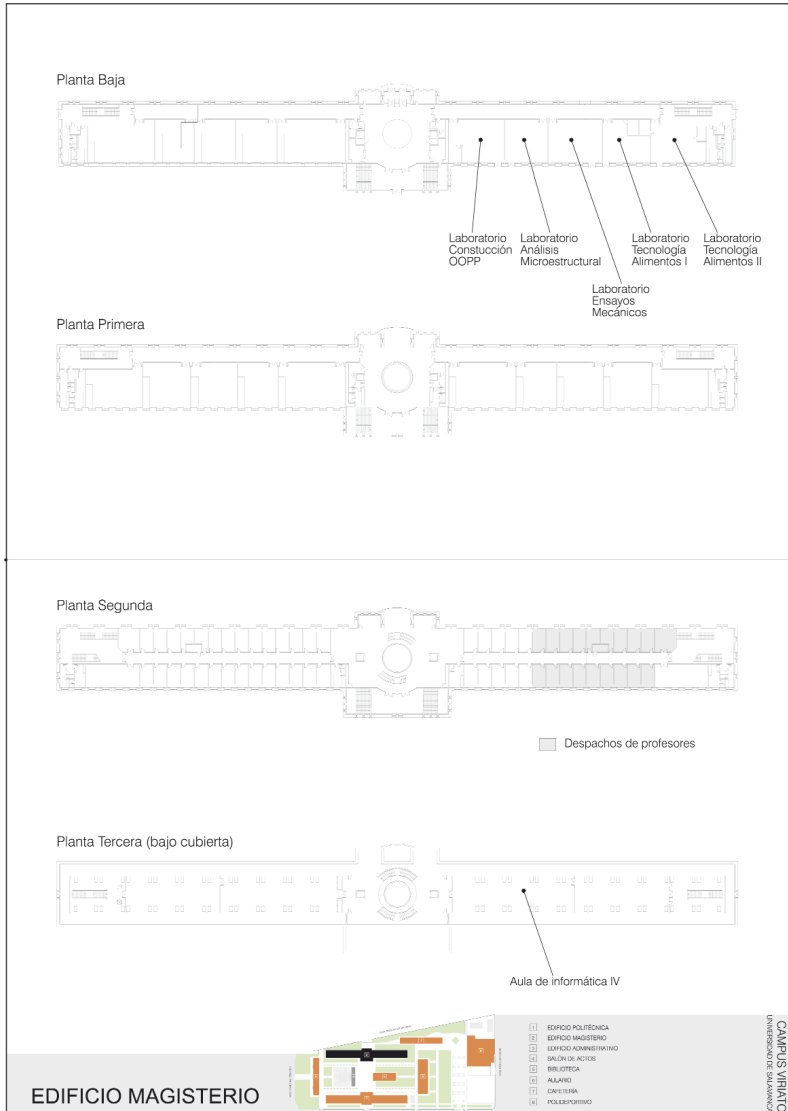 Planta Baja
Laboratorio
Constucción
OOPP
Laboratorio
Análisis
Microestructural
Laboratorio
Ensayos
Mecánicos
Laboratorio
Tecnología
Alimentos I
Laboratorio
Tecnología
Alimentos II
Planta Primera
Planta Segunda
Despachos de profesores
Planta Tercera (bajo cubierta)
Aula de informática IV
EDIFICIO MAGISTERIO
1 EDIFICIO POLITÉCNICA
2 EDIFICIO MAGISTERIO
3 EDIFICIO ADMINISTRATIVO
4 SALÓN DE ACTOS
5 BIBLIOTECA
6 AULARIO
7 CAFETERÍA
8 POLIDEPORTIVO
CAMPUS VIRIATO
UNIVERSIDAD DE SALAMANCA